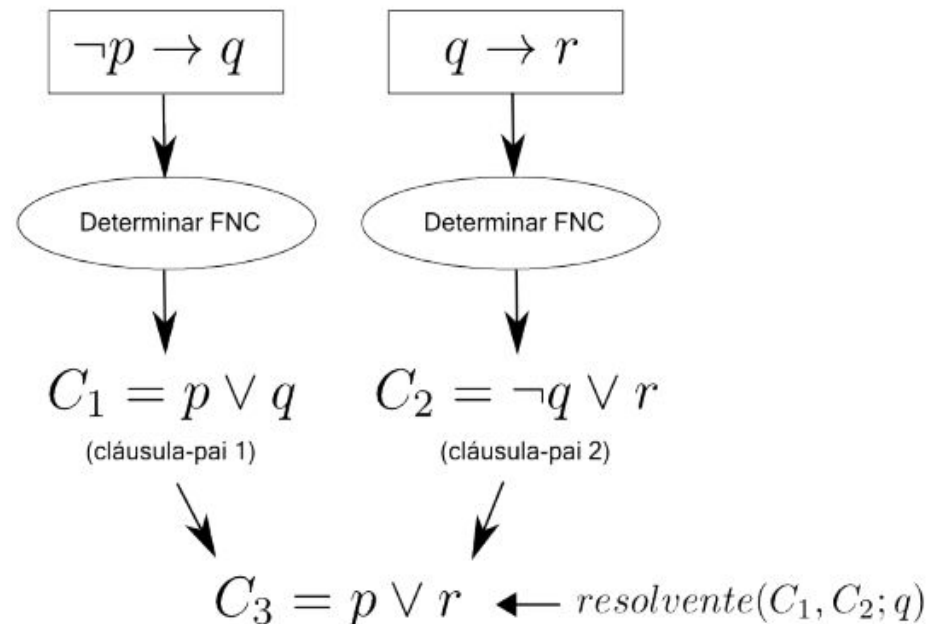 ¬p → q
q → r
Determinar FNC
Determinar FNC
C₁ = p ∨ q
C₂ = ¬q ∨ r
(cláusula-pai 1)
(cláusula-pai 2)
C₃ = p ∨ r ← resolvente(C₁, C₂; q)